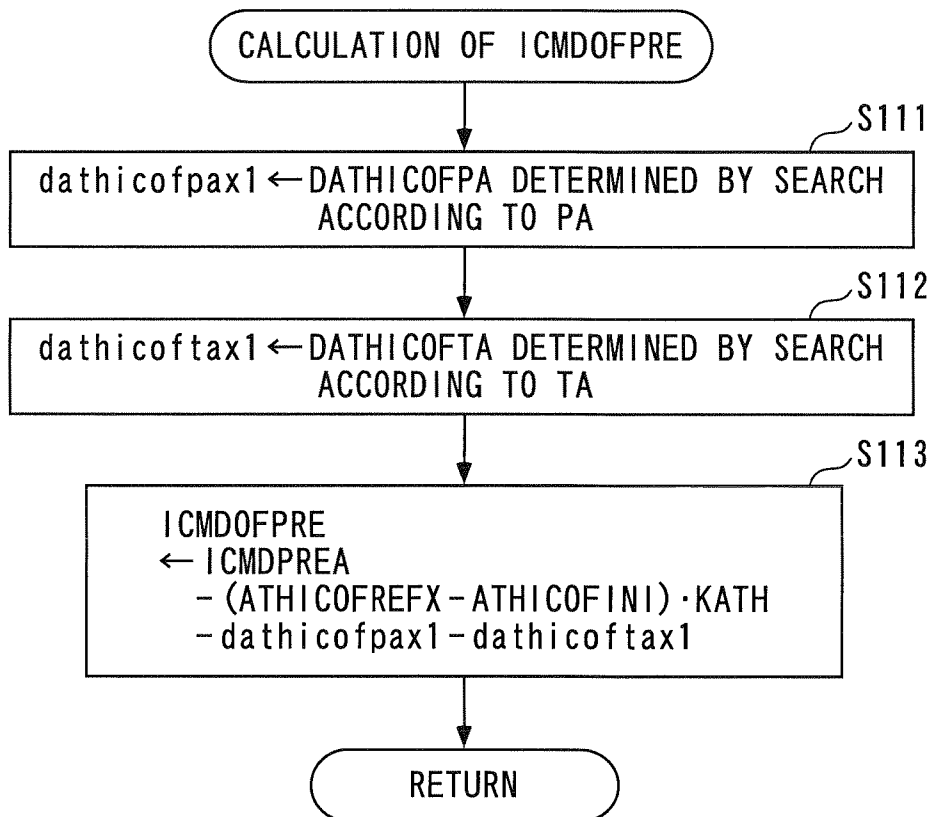 CALCULATION OF ICMDOFPRE
S111
dathicofpax1←DATHICOFPA DETERMINED BY SEARCH
ACCORDING TO PA
S112
dathicoftax1←DATHICOFTA DETERMINED BY SEARCH
ACCORDING TO TA
S113
ICMDOFPRE
←ICMDPREA
-(ATHICOFREFX-ATHICOFINI)·KATH
-dathicofpax1-dathicoftax1
RETURN